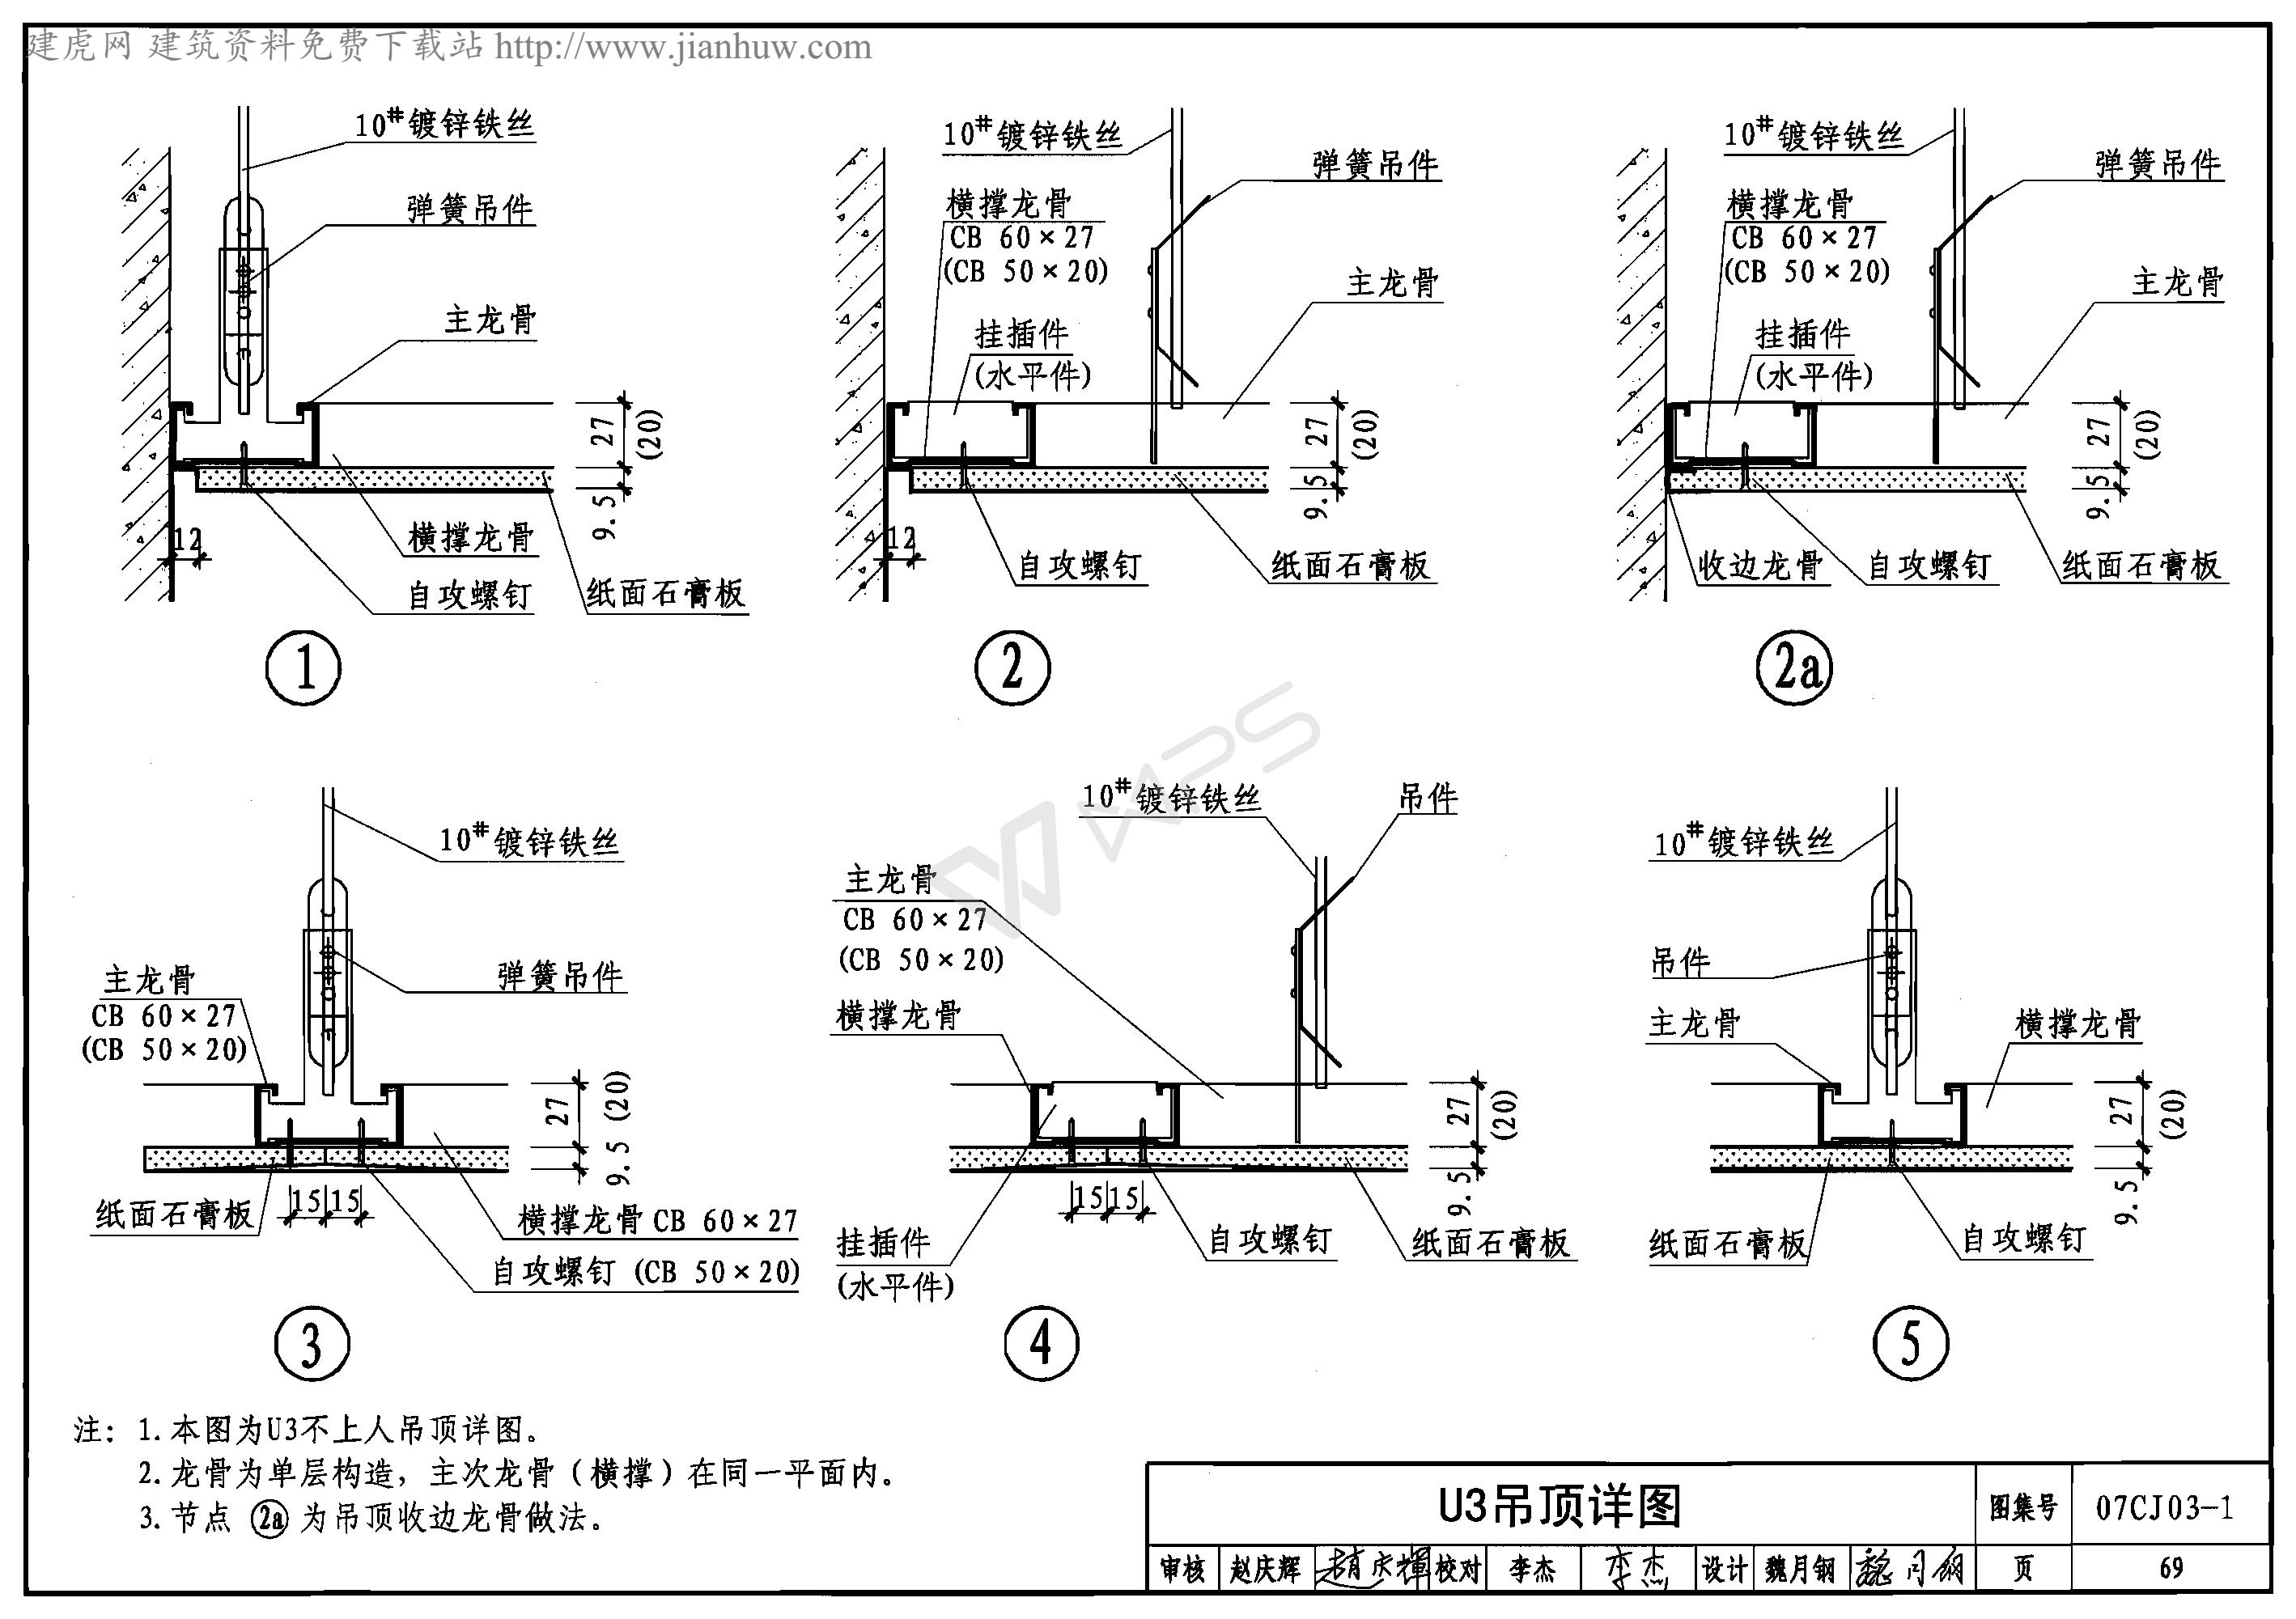 建虎网 建筑资料免费下载站 http://www.jianhuw.com
10#镀锌铁丝
弹簧吊件
主龙骨
27
(20)
9.5
12
横撑龙骨
自攻螺钉
纸面石膏板
1
10#镀锌铁丝
弹簧吊件
横撑龙骨
CB 60×27
(CB 50×20)
主龙骨
挂插件
(水平件)
27
(20)
9.5
12
自攻螺钉
纸面石膏板
2
10#镀锌铁丝
弹簧吊件
横撑龙骨
CB 60×27
(CB 50×20)
主龙骨
挂插件
(水平件)
27
(20)
9.5
收边龙骨
自攻螺钉
纸面石膏板
2a
WPS
10#镀锌铁丝
弹簧吊件
主龙骨
CB 60×27
(CB 50×20)
27
9.5 (20)
15 15
纸面石膏板
横撑龙骨 CB 60×27
自攻螺钉 (CB 50×20)
3
10#镀锌铁丝
吊件
主龙骨
CB 60×27
(CB 50×20)
横撑龙骨
27
(20)
9.5
15 15
挂插件
(水平件)
自攻螺钉
纸面石膏板
4
10#镀锌铁丝
吊件
主龙骨
横撑龙骨
27
(20)
9.5
纸面石膏板
自攻螺钉
5
注: 1.本图为U3不上人吊顶详图。
2.龙骨为单层构造，主次龙骨(横撑)在同一平面内。
3.节点 2a 为吊顶收边龙骨做法。
U3吊顶详图
图集号 07CJ03-1
审核 赵庆辉 趙庆輝 校对 李杰 李杰 设计 魏月钢 魏月钢 页 69